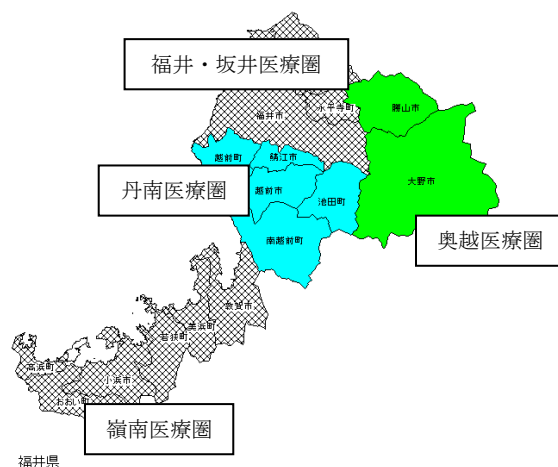 福井・坂井医療圏
勝山市
永平寺町
福井市
越前町
鯖江市
丹南医療圏
越前市
池田町
大野市
南越前町
奥越医療圏
敦賀市
美浜町
若狭町
高浜町
小浜市
おおい町
嶺南医療圏
福井県